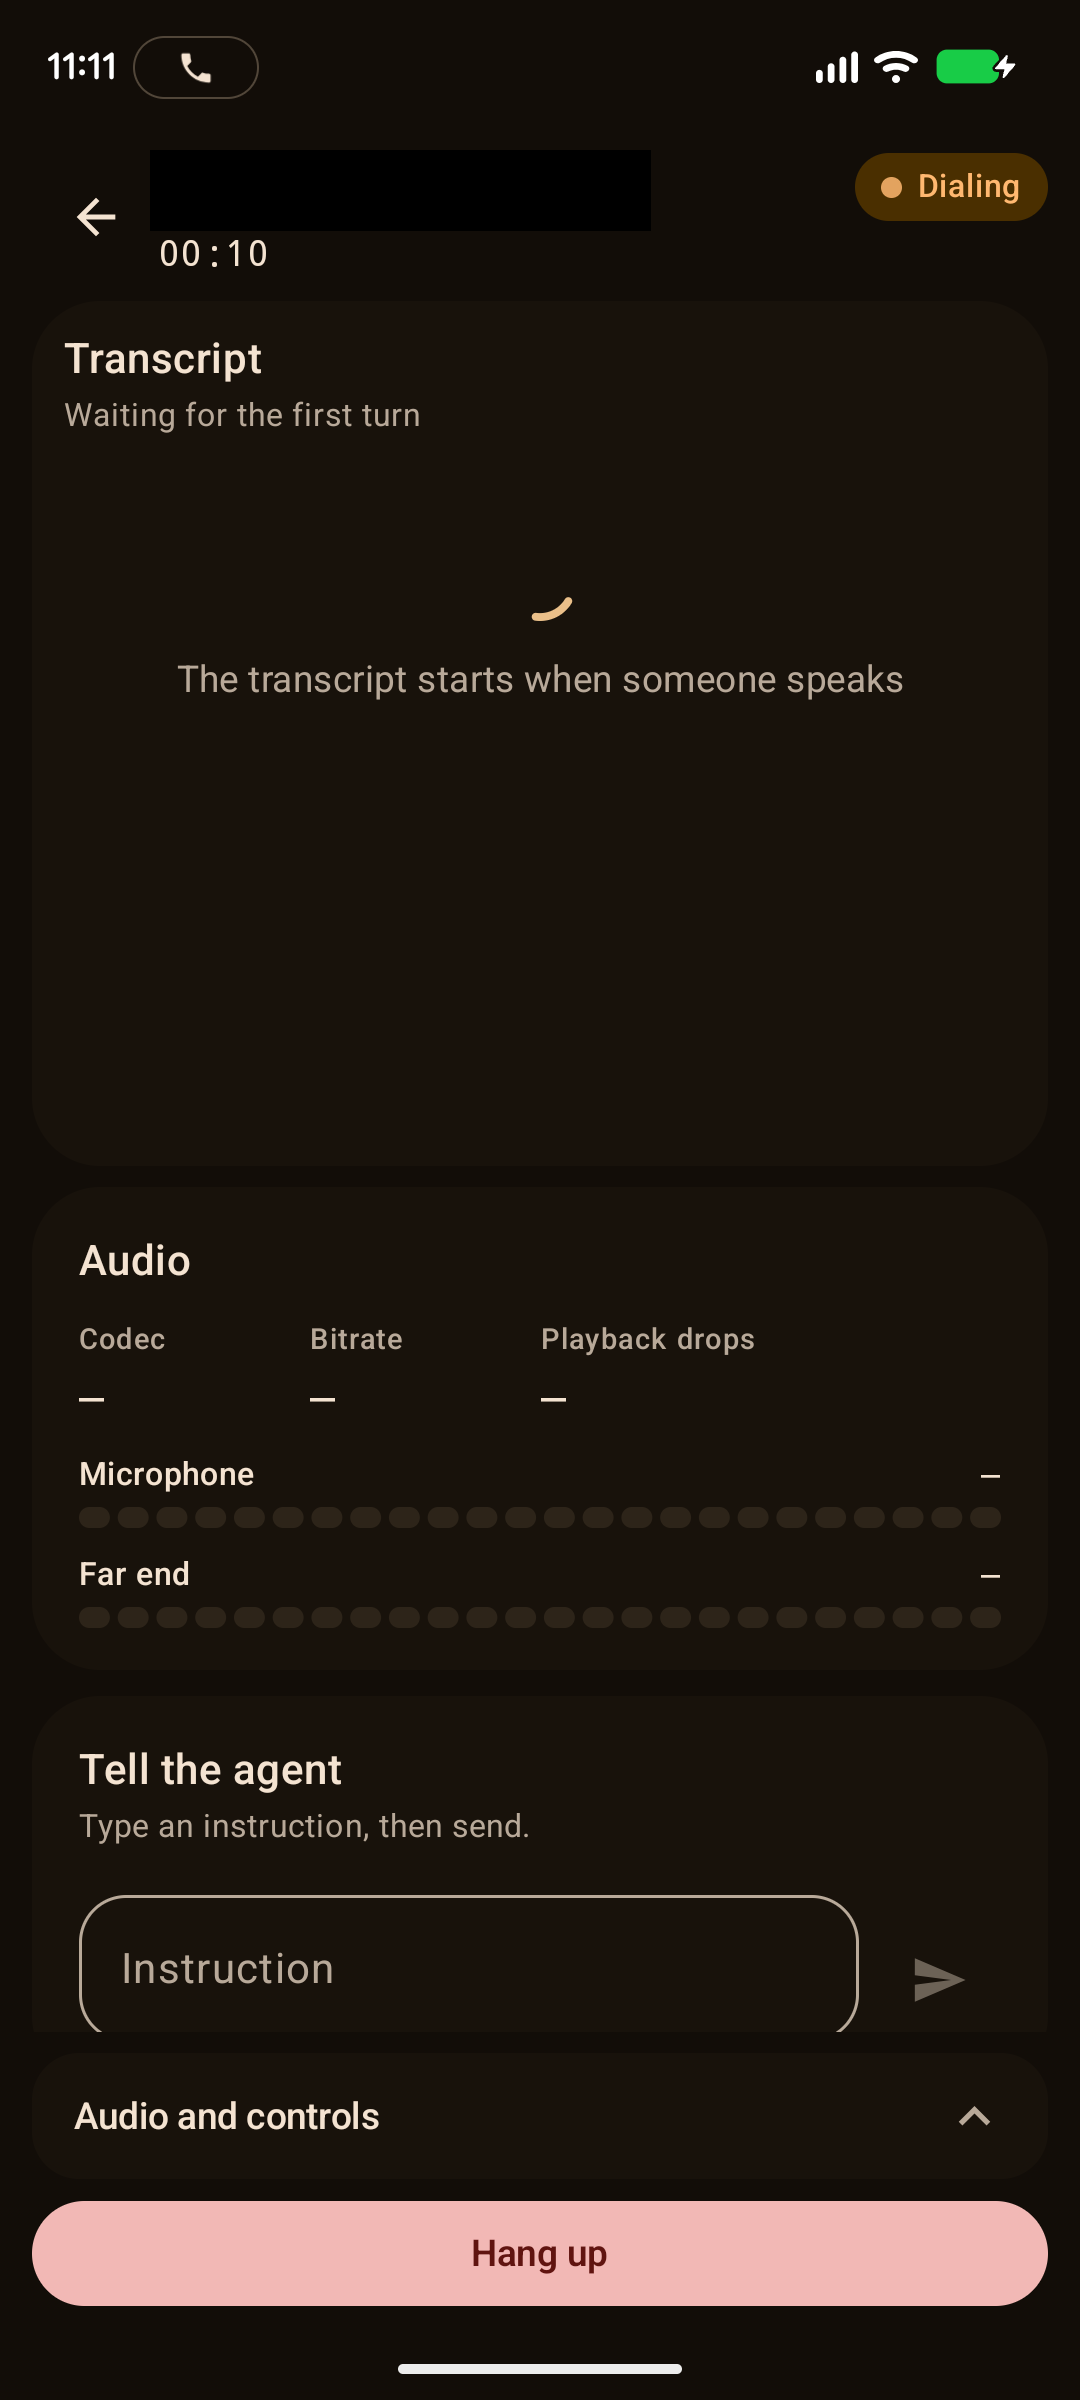 11:11
Dialing
00:10
Transcript
Waiting for the first turn
The transcript starts when someone speaks
Audio
Codec Bitrate Playback drops
– – –
Microphone –
Far end –
Tell the agent
Type an instruction, then send.
Instruction
Audio and controls
Hang up